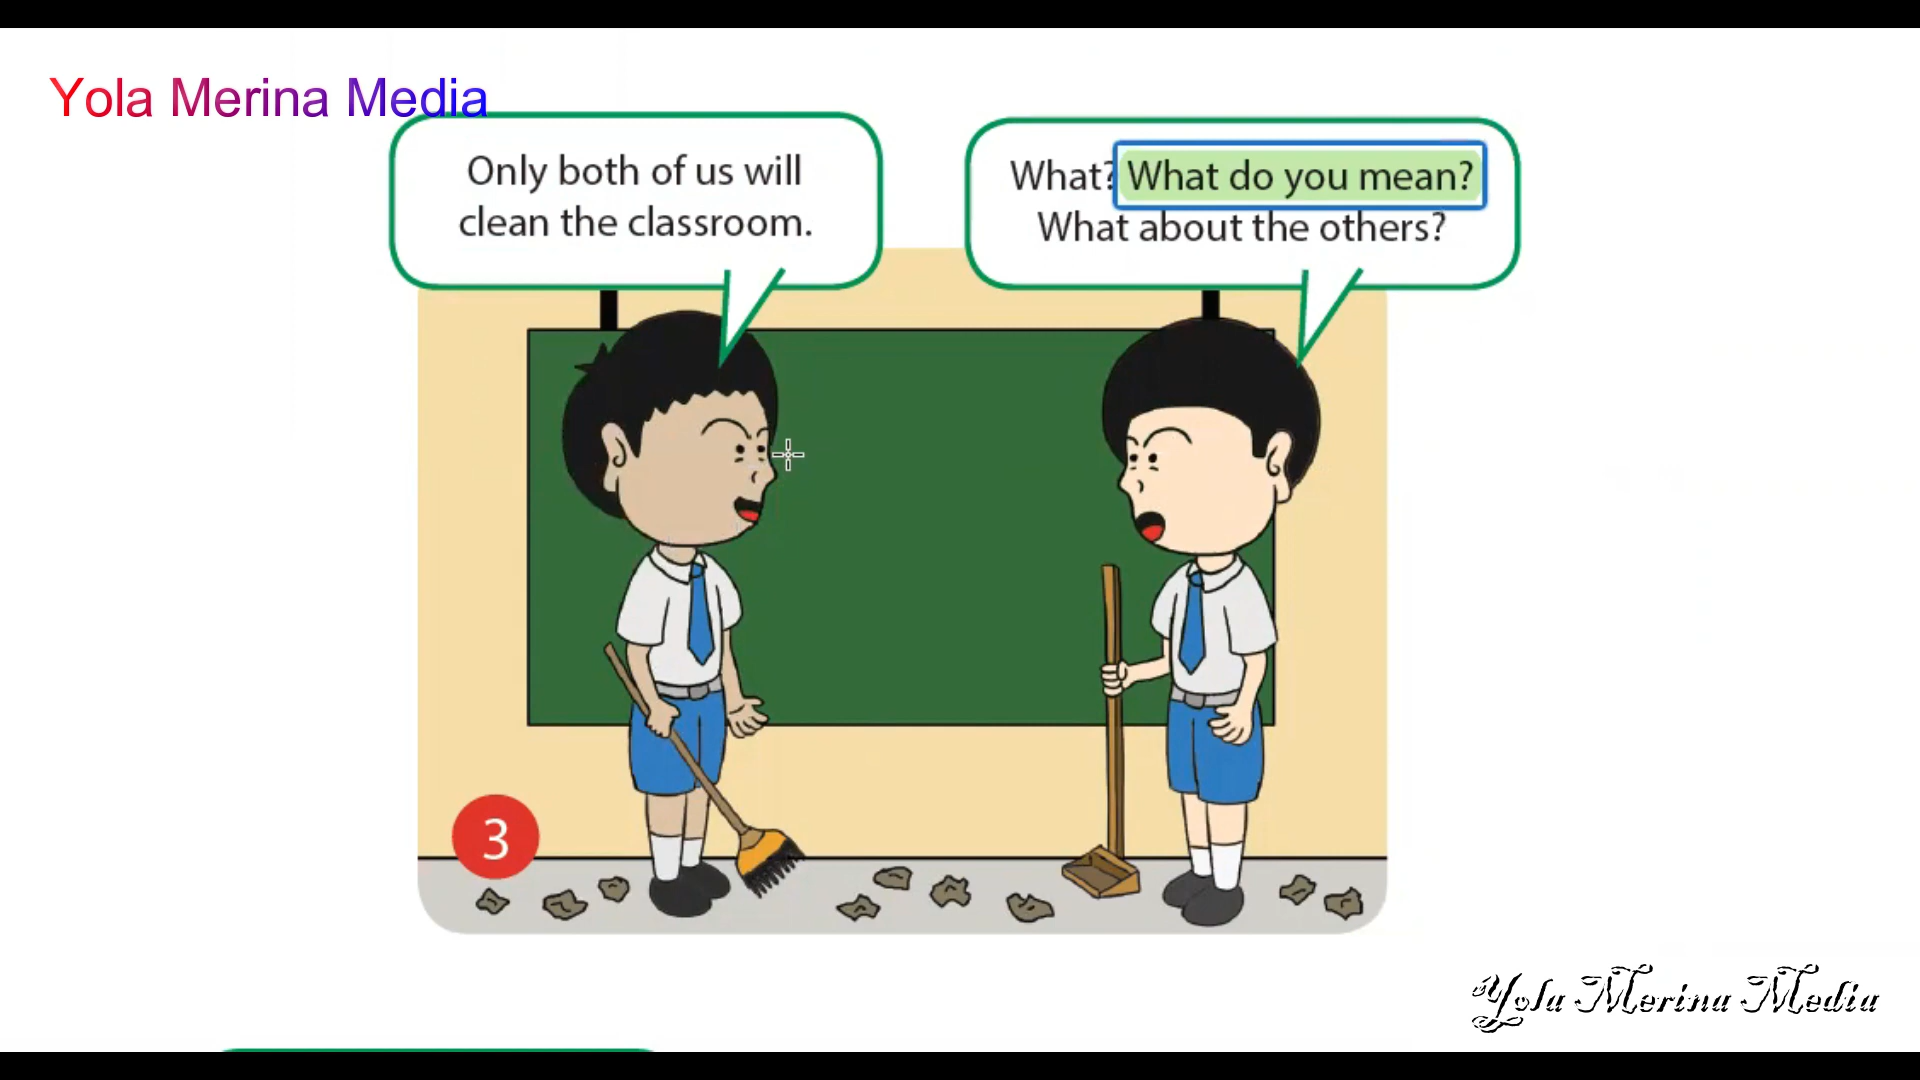 Yola Merina Media
Only both of us will
clean the classroom.
What? What do you mean?
What about the others?
3
Yola Merina Media